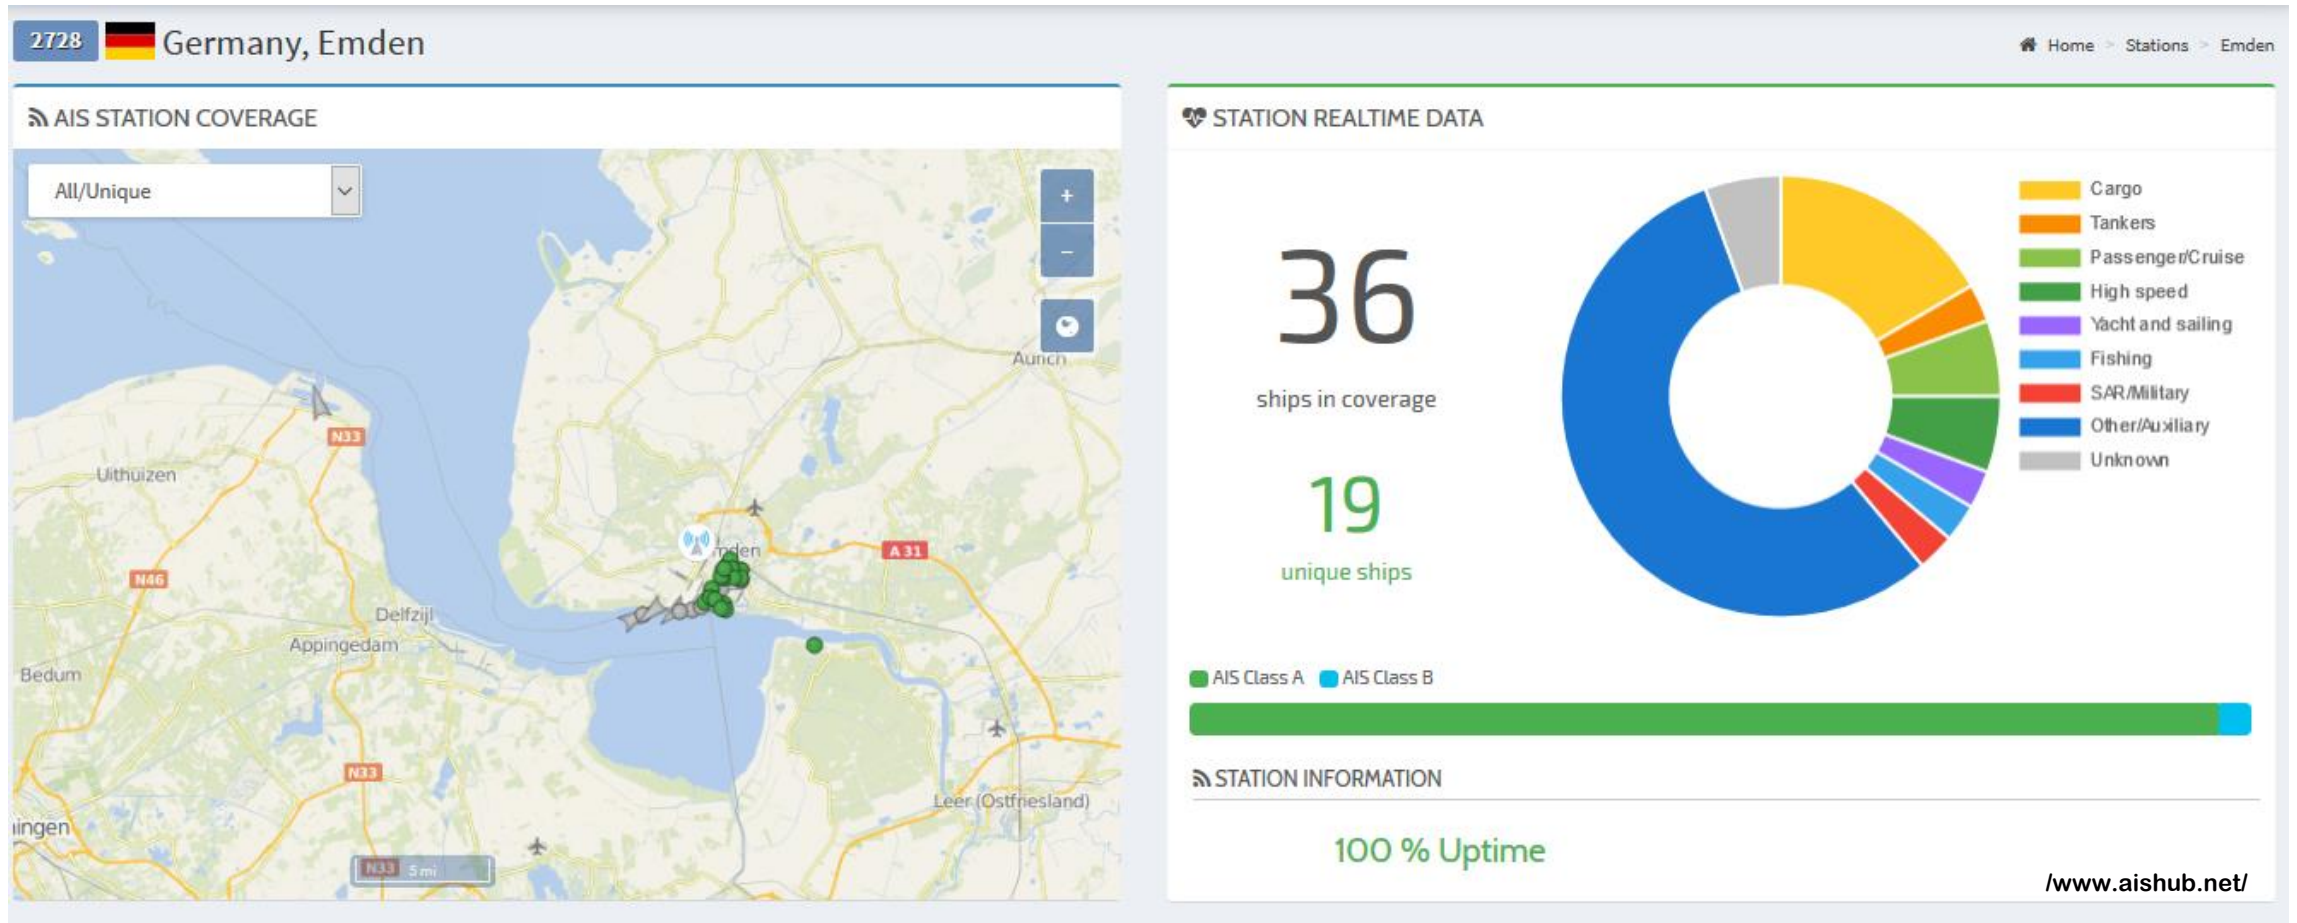 2728 Germany, Emden
Home > Stations > Emden
AIS STATION COVERAGE
All/Unique
+
−
Aurich
N33
Uithuizen
A 31
N46
Delfzijl
Appingedam
Bedum
N33
Leer (Ostfriesland)
N33 5 mi
STATION REALTIME DATA
36
ships in coverage
19
unique ships
Cargo
Tankers
Passenger/Cruise
High speed
Yacht and sailing
Fishing
SAR/Military
Other/Auxiliary
Unknown
AIS Class A AIS Class B
STATION INFORMATION
100 % Uptime
/www.aishub.net/